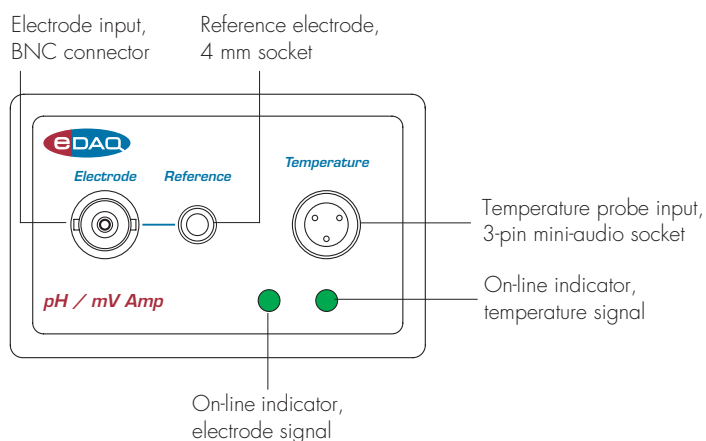 Electrode input,
BNC connector
Reference electrode,
4 mm socket
eDAQ
Electrode
Reference
Temperature
Temperature probe input,
3-pin mini-audio socket
On-line indicator,
temperature signal
pH / mV Amp
On-line indicator,
electrode signal